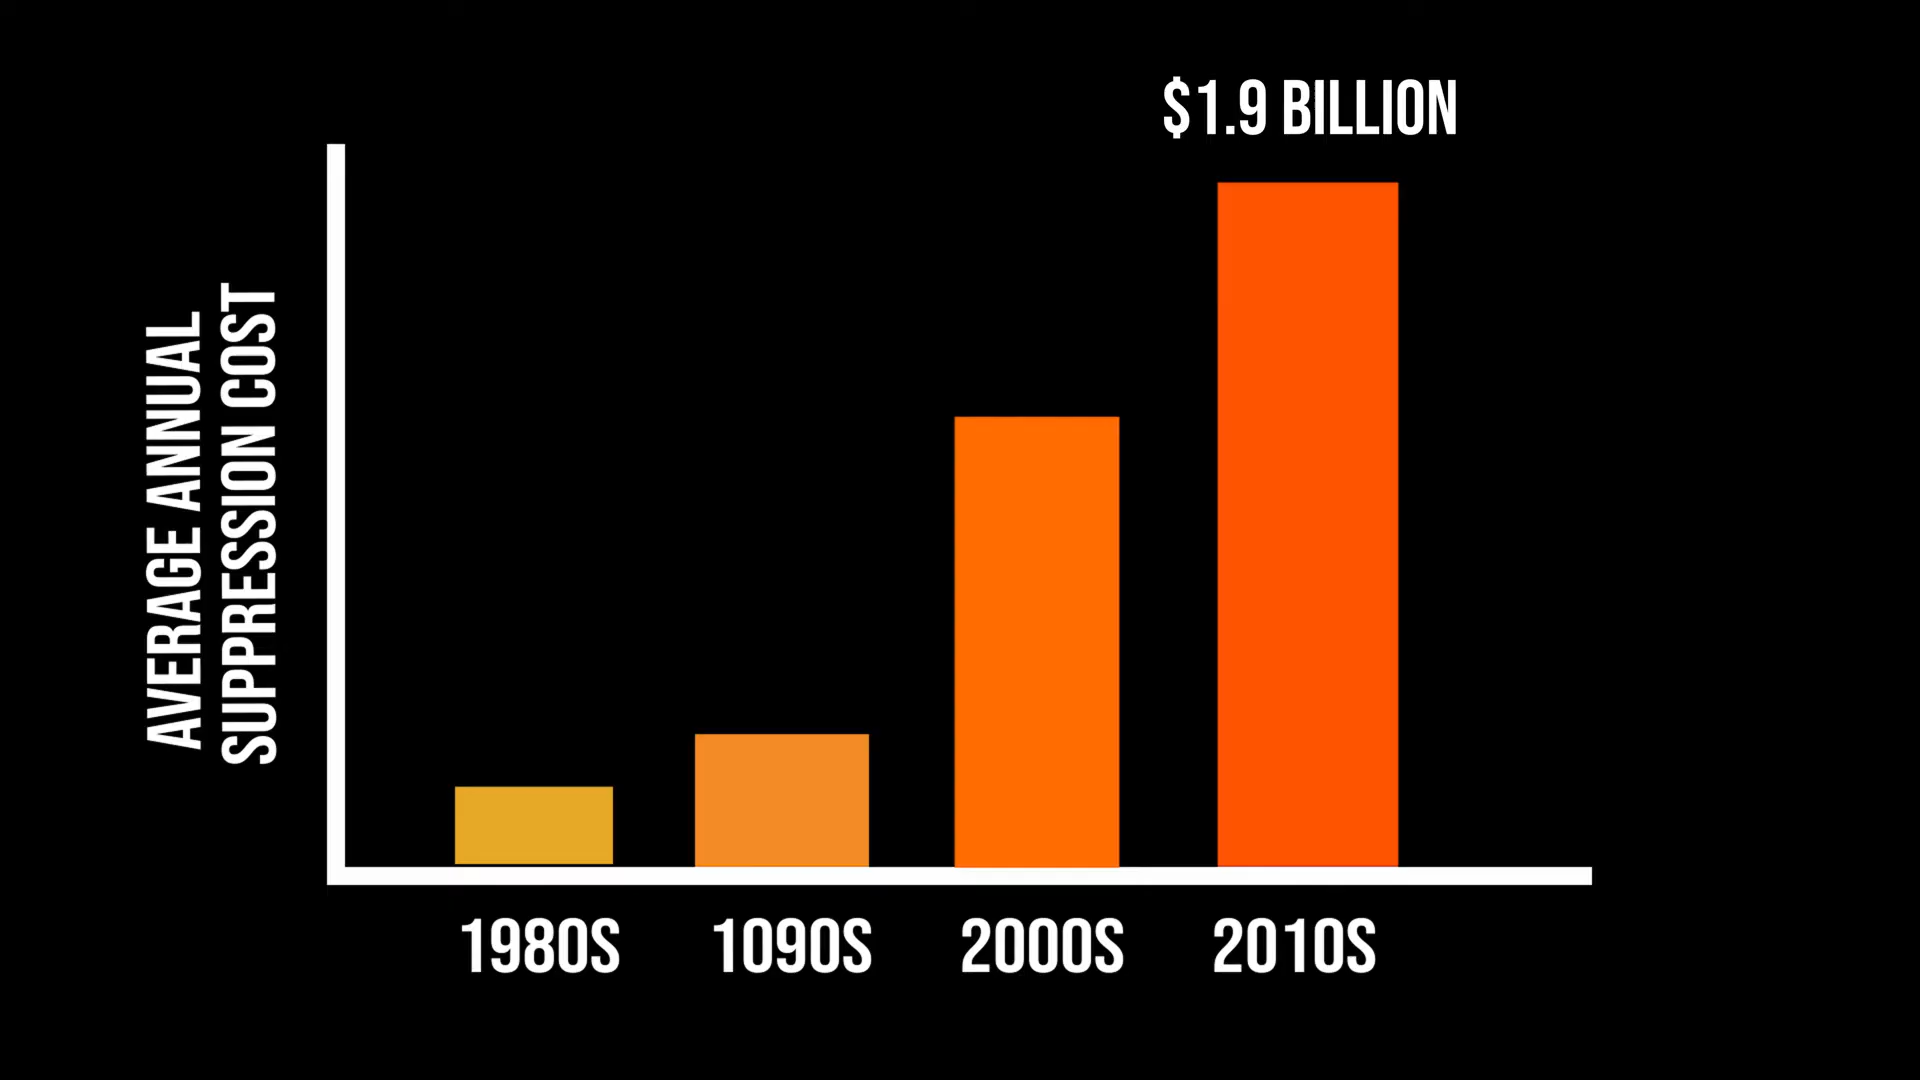 $1.9 BILLION
AVERAGE ANNUAL
SUPPRESSION COST
1980S
1090S
2000S
2010S